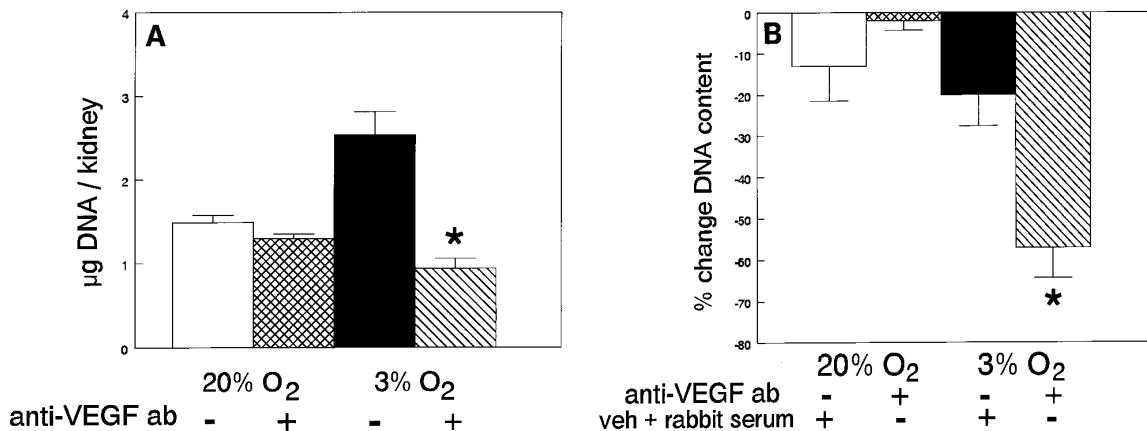 A
µg DNA / kidney
4
3
2
1
0
*
20% O2 3% O2
anti-VEGF ab - + - +
B
% change DNA content
0
-10
-20
-30
-40
-50
-60
-70
-80
*
20% O2 3% O2
anti-VEGF ab - + - +
veh + rabbit serum + - + -